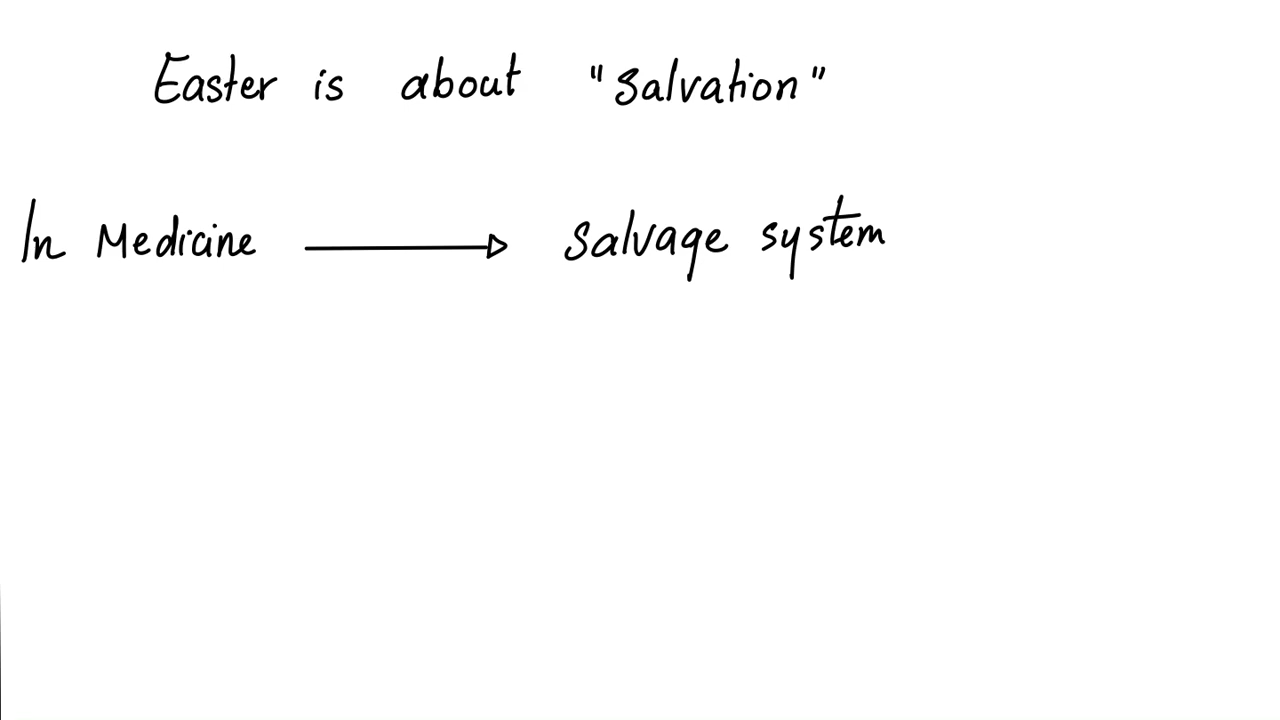 Easter is about "Salvation"
In Medicine → Salvage system